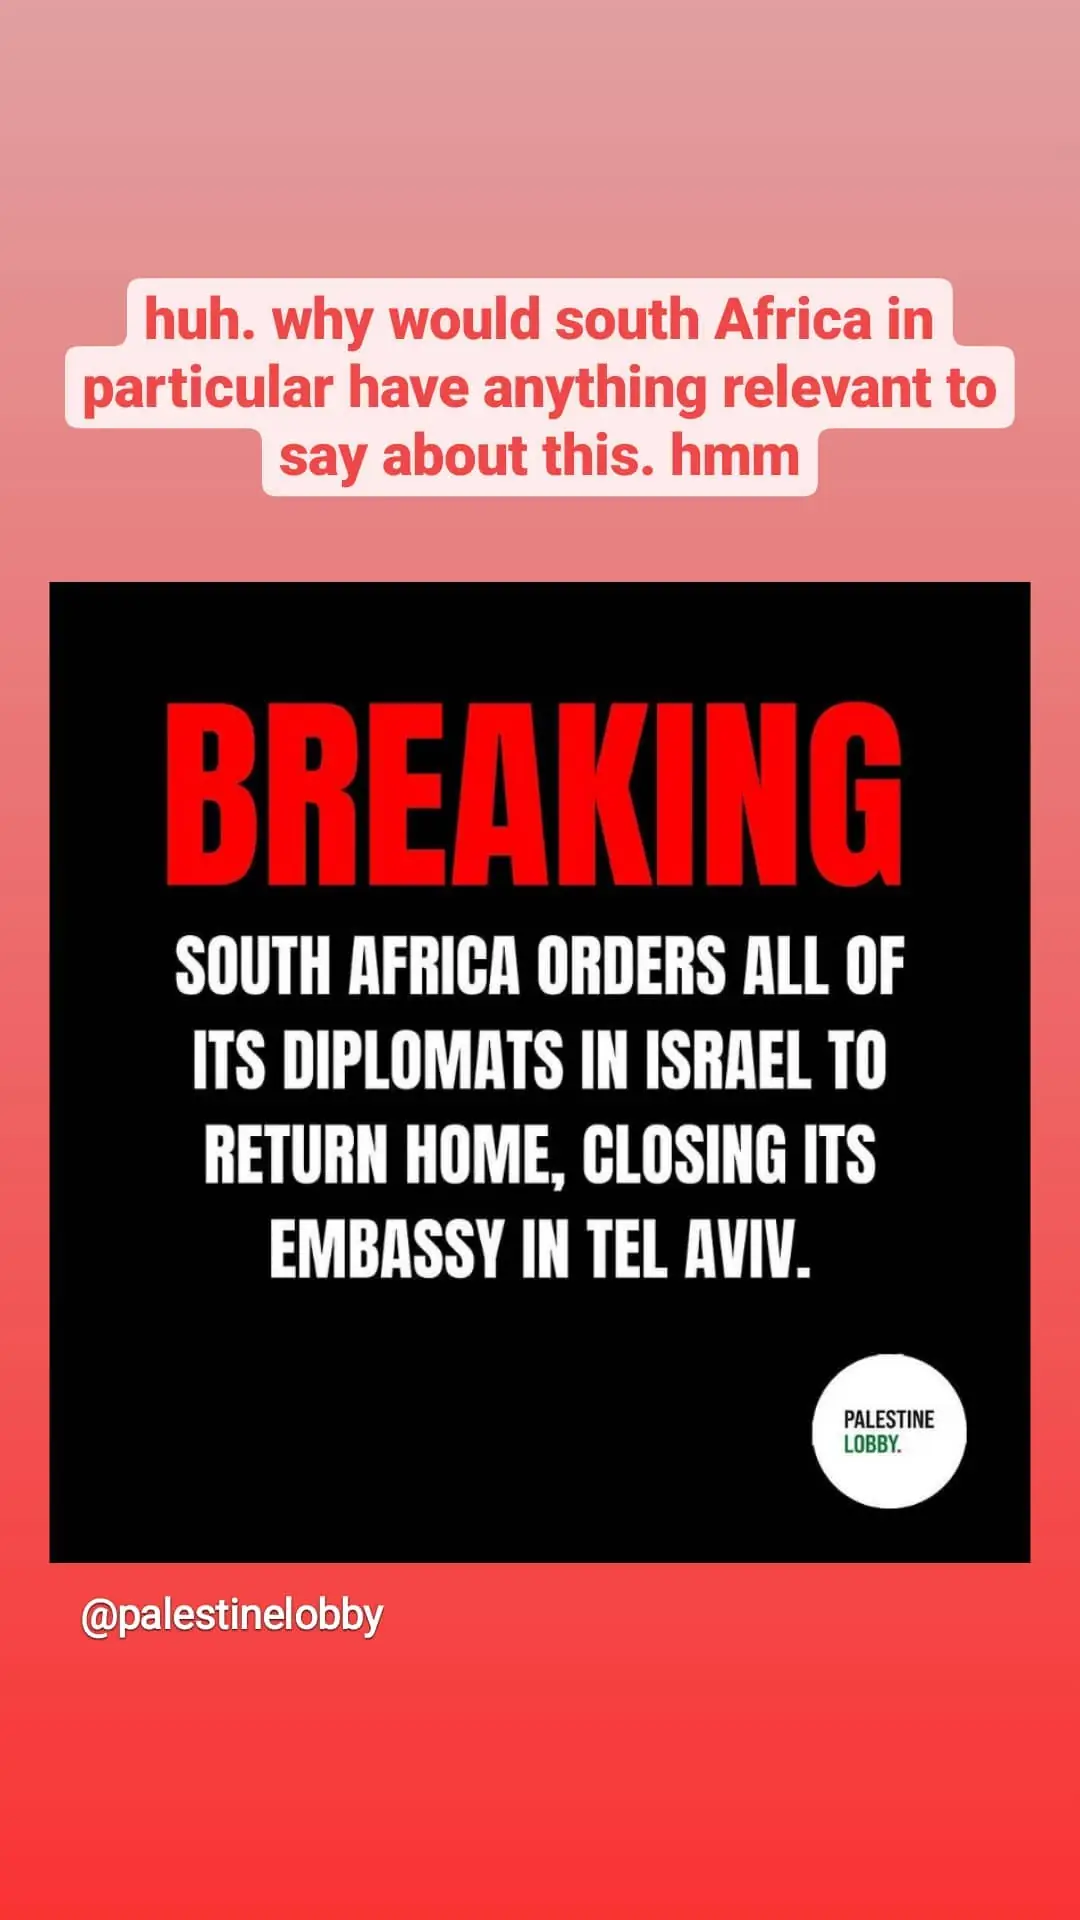 huh. why would south Africa in
particular have anything relevant to
say about this. hmm
BREAKING
SOUTH AFRICA ORDERS ALL OF
ITS DIPLOMATS IN ISRAEL TO
RETURN HOME, CLOSING ITS
EMBASSY IN TEL AVIV.
PALESTINE
LOBBY.
@palestinelobby